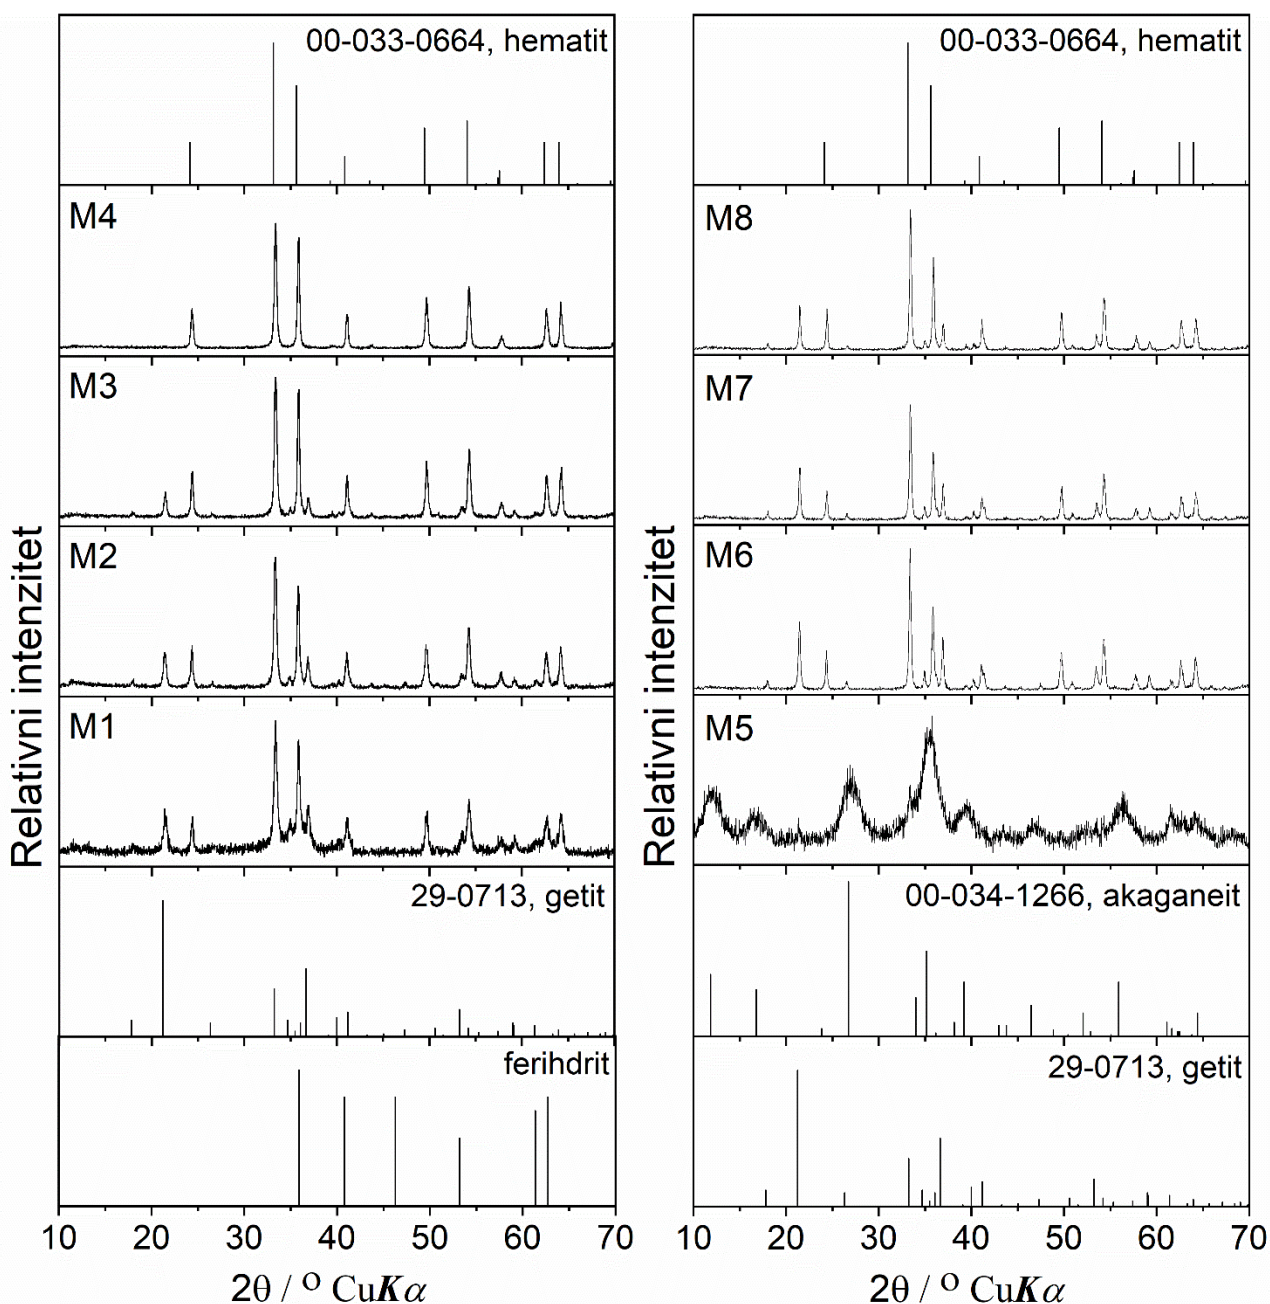 00-033-0664, hematit
M4
M3
M2
M1
29-0713, getit
ferihdrit
Relativni intenzitet
10 20 30 40 50 60 70
2θ / ° CuKα
00-033-0664, hematit
M8
M7
M6
M5
00-034-1266, akaganeit
29-0713, getit
Relativni intenzitet
10 20 30 40 50 60 70
2θ / ° CuKα